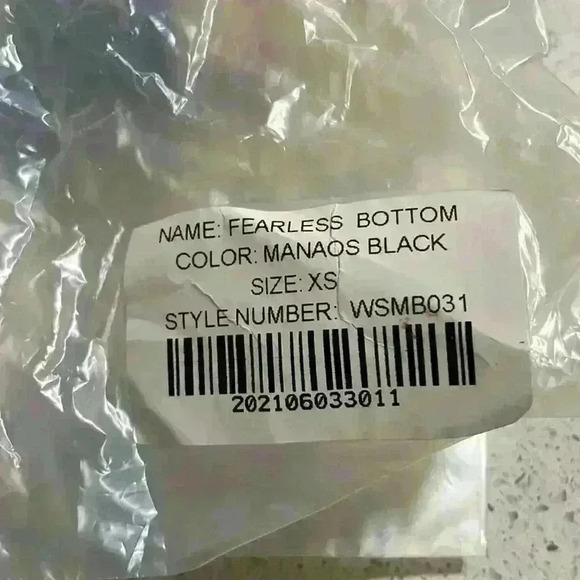 NAME: FEARLESS BOTTOM
COLOR: MANAOS BLACK
SIZE: XS
STYLE NUMBER: WSMB031
202106033011